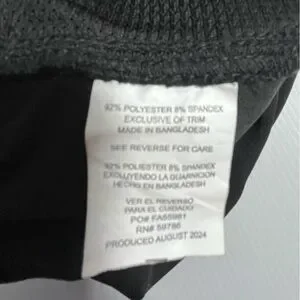 92% POLYESTER 8% SPANDEX
EXCLUSIVE OF TRIM
MADE IN BANGLADESH
SEE REVERSE FOR CARE
92% POLIESTER 8% SPANDEX
EXCLUYENDO LA GUARNICION
HECHO EN BANGLADESH
VER EL REVERSO
PARA EL CUIDADO
PO# FA65981
RN# 59786
PRODUCED AUGUST 2024